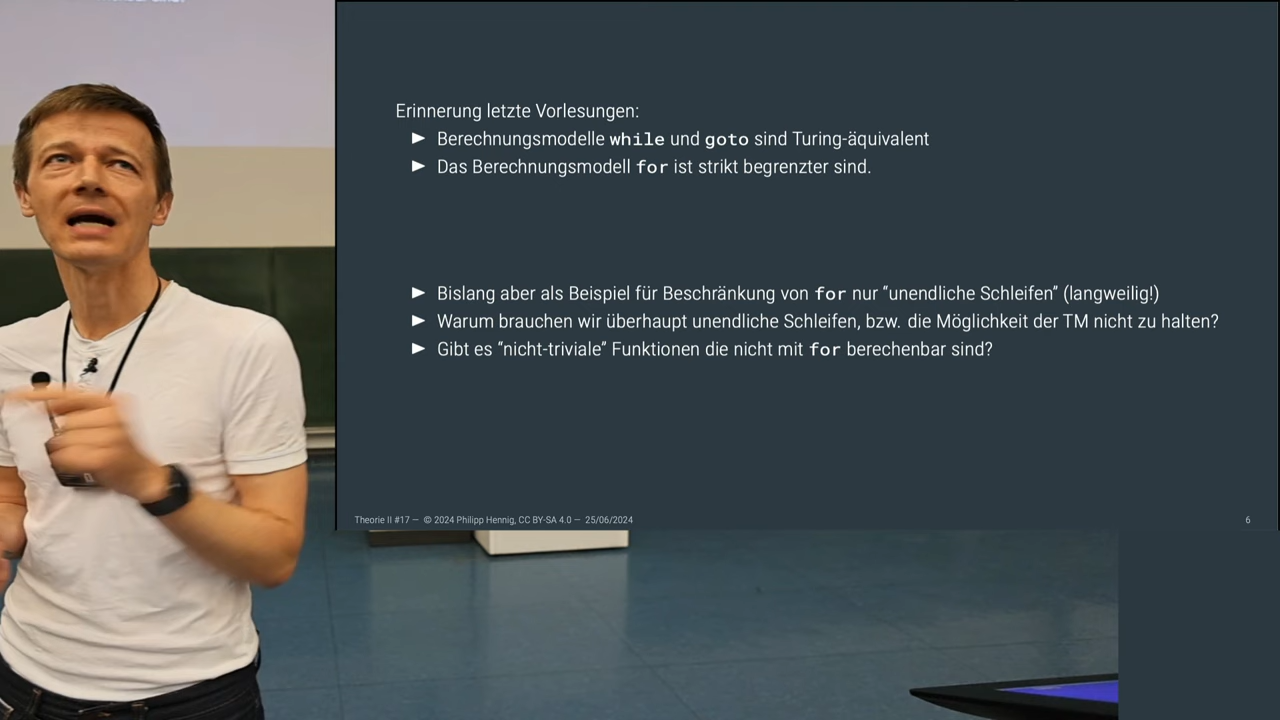 Erinnerung letzte Vorlesungen:
► Berechnungsmodelle while und goto sind Turing-äquivalent
► Das Berechnungsmodell for ist strikt begrenzter sind.
► Bislang aber als Beispiel für Beschränkung von for nur “unendliche Schleifen” (langweilig!)
► Warum brauchen wir überhaupt unendliche Schleifen, bzw. die Möglichkeit der TM nicht zu halten?
► Gibt es “nicht-triviale” Funktionen die nicht mit for berechenbar sind?
Theorie II #17 — © 2024 Philipp Hennig, CC BY-SA 4.0 — 25/06/2024
6